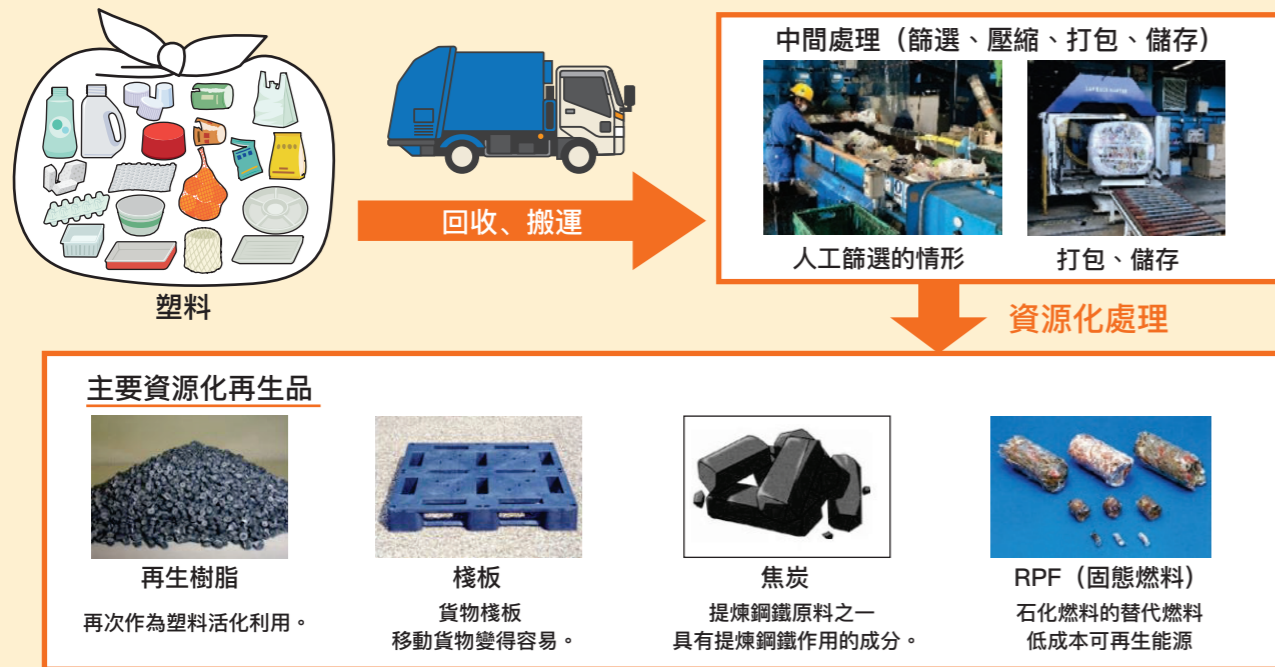 中間處理（篩選、壓縮、打包、儲存）
回收、搬運
人工篩選的情形
打包、儲存
塑料
資源化處理
主要資源化再生品
再生樹脂
再次作為塑料活化利用。
棧板
貨物棧板
移動貨物變得容易。
焦炭
提煉鋼鐵原料之一
具有提煉鋼鐵作用的成分。
RPF（固態燃料）
石化燃料的替代燃料
低成本可再生能源